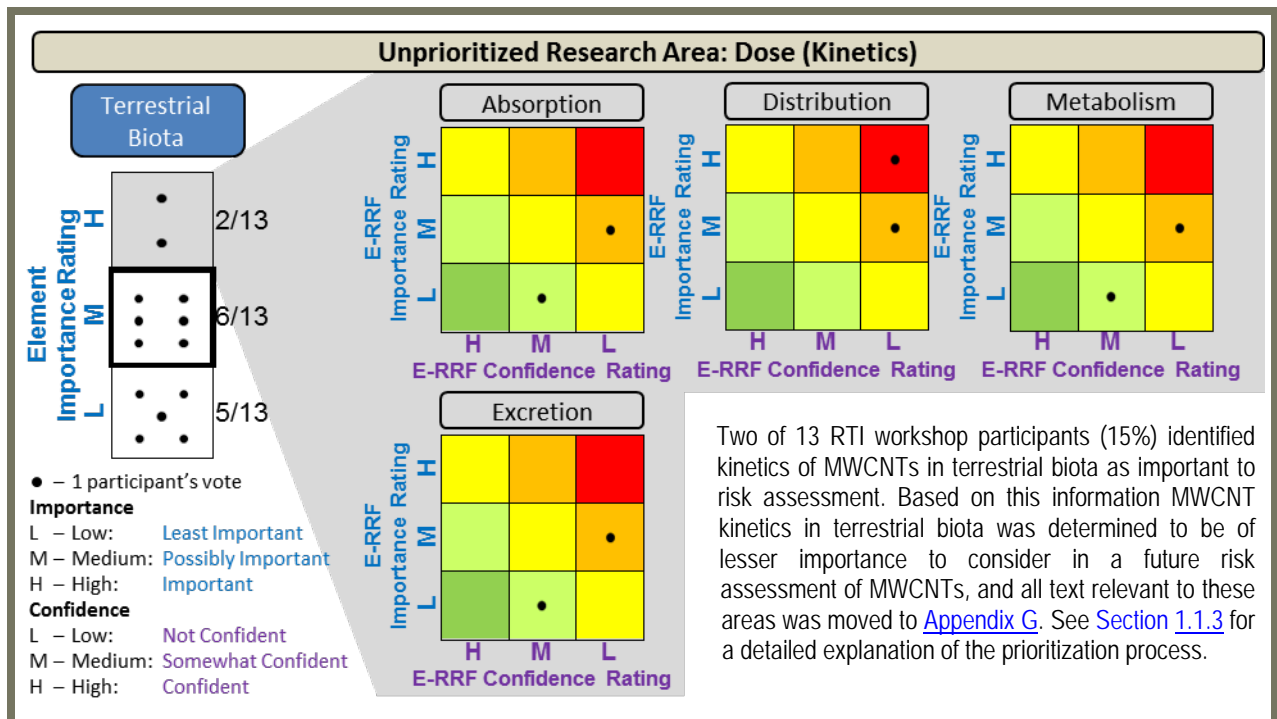 Unprioritized Research Area: Dose (Kinetics)
Terrestrial
Biota
Element
Importance Rating
H
M
L
2/13
6/13
5/13
● – 1 participant's vote
Importance
L – Low: Least Important
M – Medium: Possibly Important
H – High: Important
Confidence
L – Low: Not Confident
M – Medium: Somewhat Confident
H – High: Confident
Absorption
E-RRF
Importance Rating
H
M
L
H M L
E-RRF Confidence Rating
Distribution
E-RRF
Importance Rating
H
M
L
H M L
E-RRF Confidence Rating
Metabolism
E-RRF
Importance Rating
H
M
L
H M L
E-RRF Confidence Rating
Excretion
E-RRF
Importance Rating
H
M
L
H M L
E-RRF Confidence Rating
Two of 13 RTI workshop participants (15%) identified
kinetics of MWCNTs in terrestrial biota as important to
risk assessment. Based on this information MWCNT
kinetics in terrestrial biota was determined to be of
lesser importance to consider in a future risk
assessment of MWCNTs, and all text relevant to these
areas was moved to Appendix G. See Section 1.1.3 for
a detailed explanation of the prioritization process.